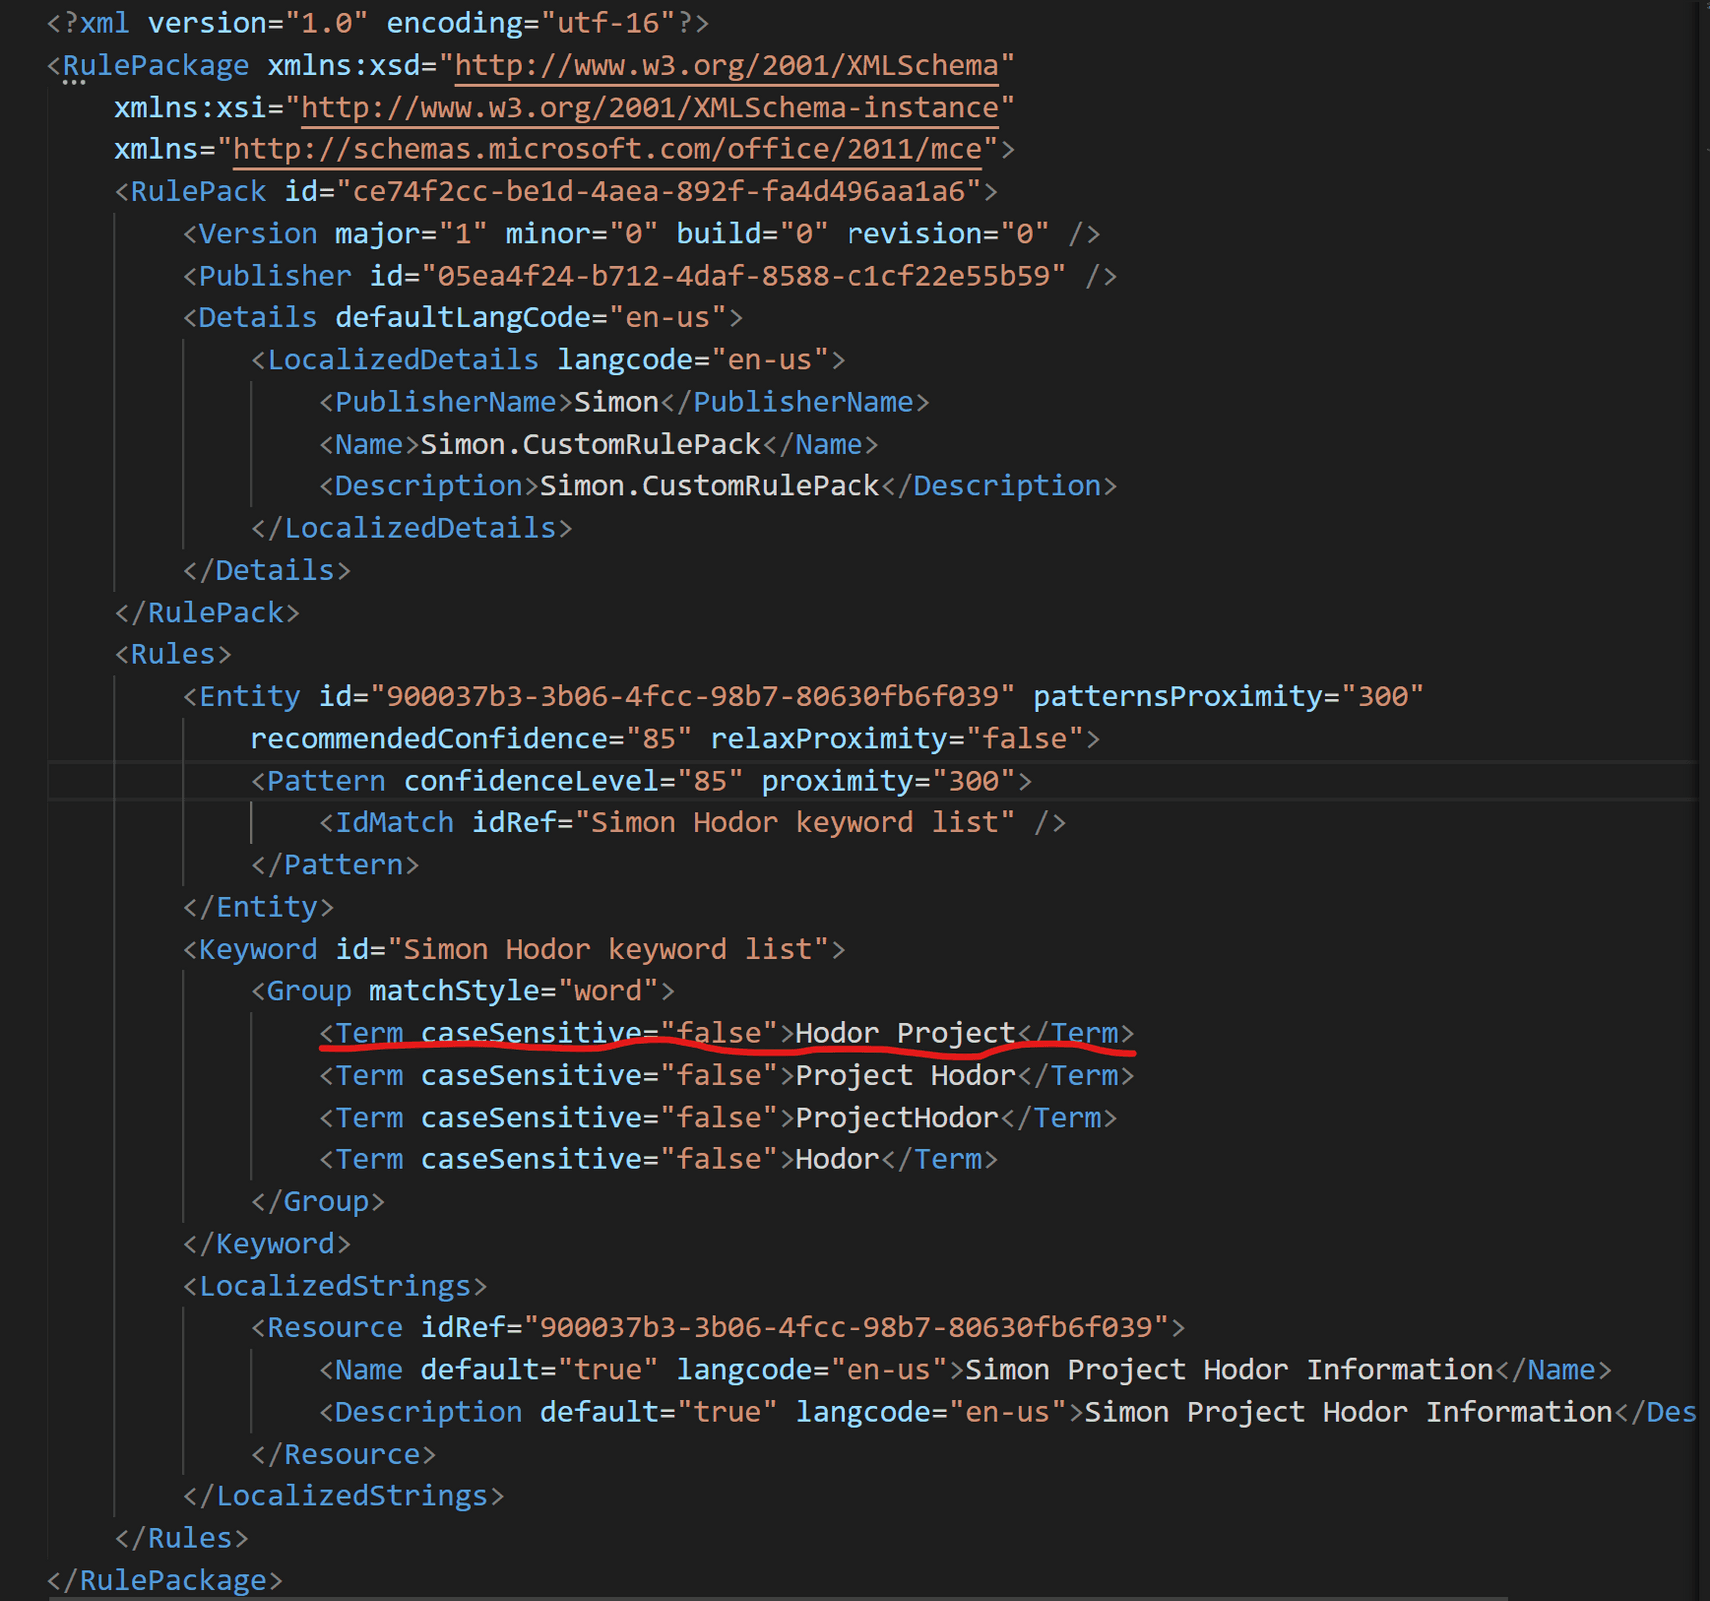 <?xml version="1.0" encoding="utf-16"?>
<RulePackage xmlns:xsd="http://www.w3.org/2001/XMLSchema"
xmlns:xsi="http://www.w3.org/2001/XMLSchema-instance"
xmlns="http://schemas.microsoft.com/office/2011/mce">
<RulePack id="ce74f2cc-be1d-4aea-892f-fa4d496aa1a6">
<Version major="1" minor="0" build="0" revision="0" />
<Publisher id="05ea4f24-b712-4daf-8588-c1cf22e55b59" />
<Details defaultLangCode="en-us">
<LocalizedDetails langcode="en-us">
<PublisherName>Simon</PublisherName>
<Name>Simon.CustomRulePack</Name>
<Description>Simon.CustomRulePack</Description>
</LocalizedDetails>
</Details>
</RulePack>
<Rules>
<Entity id="900037b3-3b06-4fcc-98b7-80630fb6f039" patternsProximity="300"
recommendedConfidence="85" relaxProximity="false">
<Pattern confidenceLevel="85" proximity="300">
<IdMatch idRef="Simon Hodor keyword list" />
</Pattern>
</Entity>
<Keyword id="Simon Hodor keyword list">
<Group matchStyle="word">
<Term caseSensitive="false">Hodor Project</Term>
<Term caseSensitive="false">Project Hodor</Term>
<Term caseSensitive="false">ProjectHodor</Term>
<Term caseSensitive="false">Hodor</Term>
</Group>
</Keyword>
<LocalizedStrings>
<Resource idRef="900037b3-3b06-4fcc-98b7-80630fb6f039">
<Name default="true" langcode="en-us">Simon Project Hodor Information</Name>
<Description default="true" langcode="en-us">Simon Project Hodor Information</Des
</Resource>
</LocalizedStrings>
</Rules>
</RulePackage>